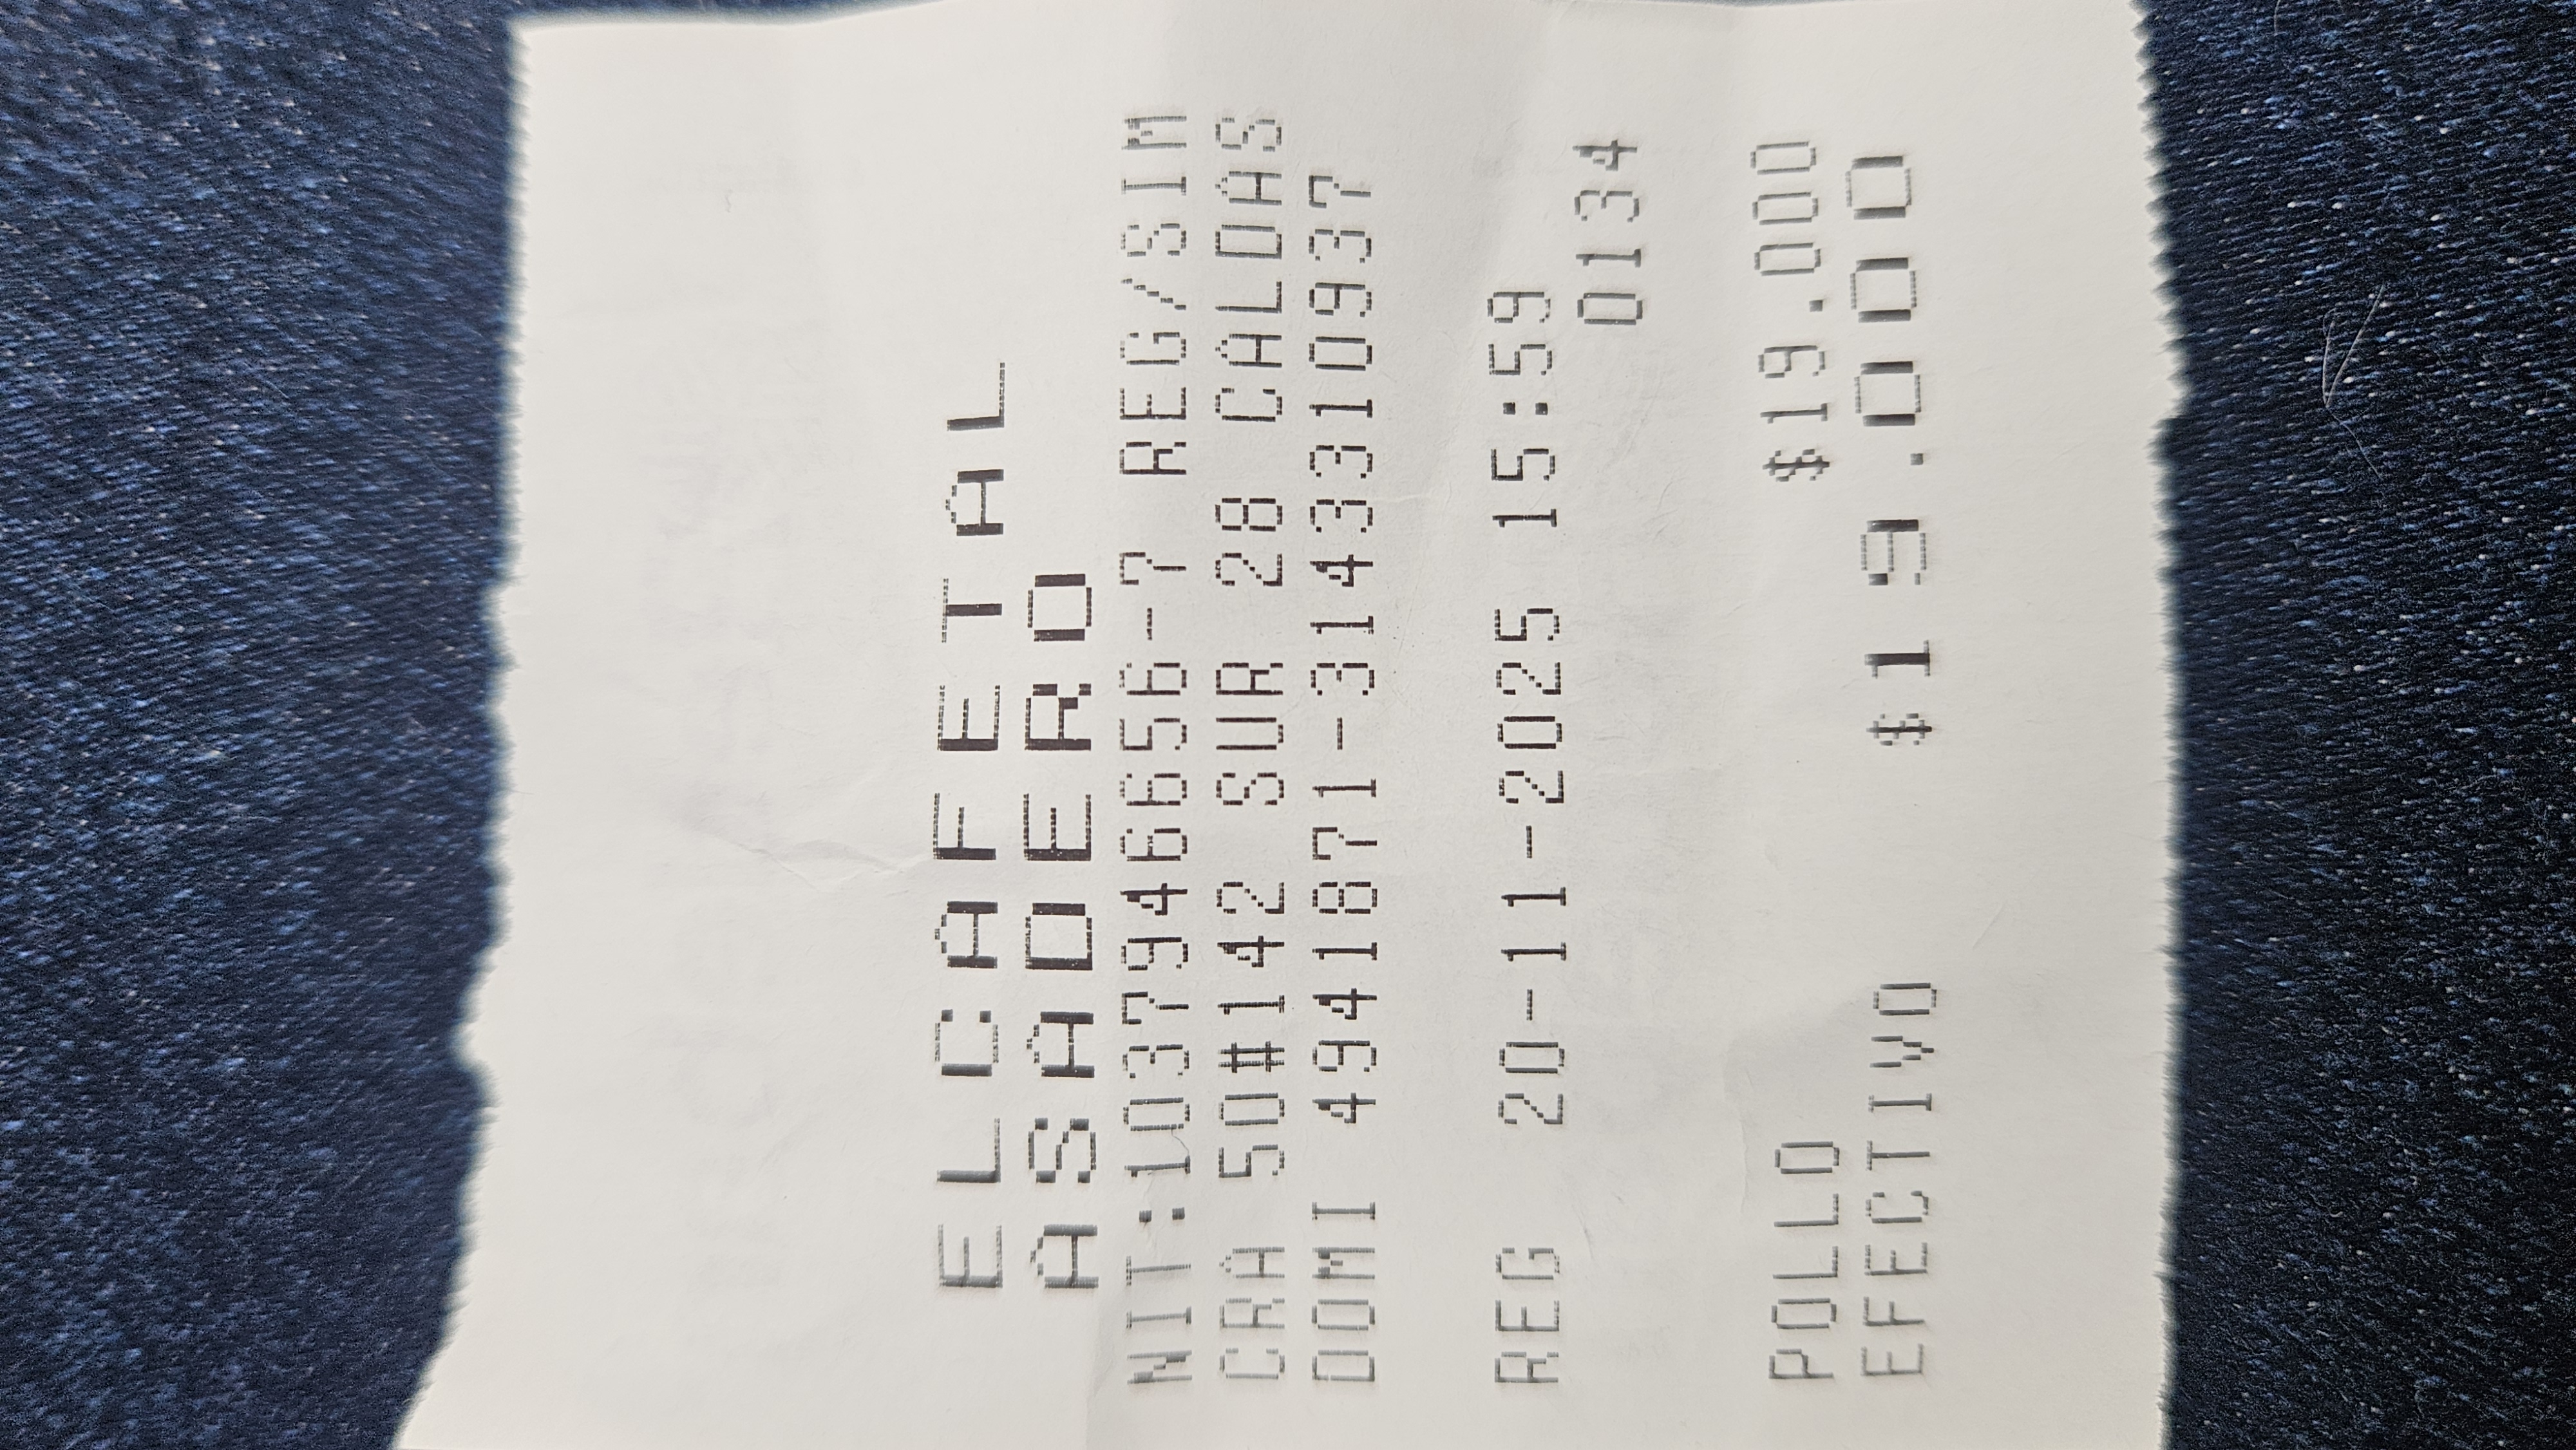 EL CAFETAL
ASADERO
NIT:1037946656-7 REG/SIM
CRA 50#142 SUR 28 CALDAS
DOMI 4941871-3143310937
REG 20-11-2025 15:59
0134
POLLO $19.000
EFECTIVO $19.000